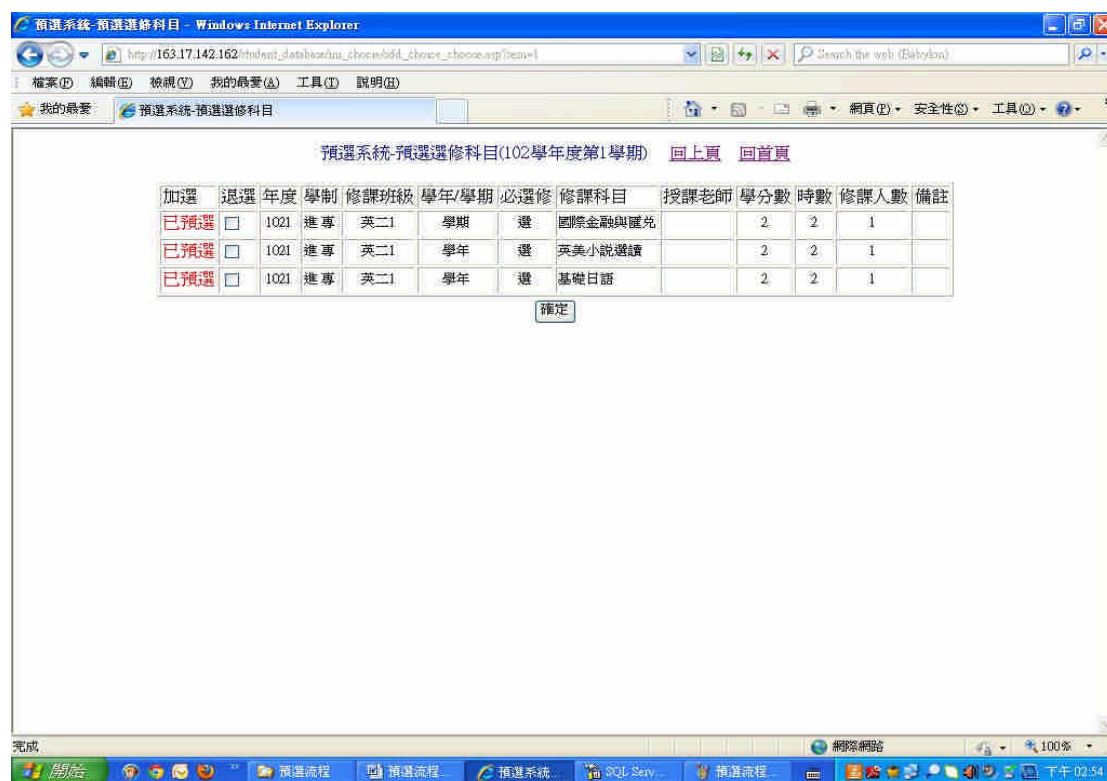 預選系統-預選選修科目 - Windows Internet Explorer
http://163.17.142.162/student_database/inu_choose/add_choose_choose.asp?item=1 Search the web (Babylon)
檔案(F) 編輯(E) 檢視(V) 我的最愛(A) 工具(T) 說明(H)
我的最愛 預選系統-預選選修科目 網頁(P) 安全性(S) 工具(O)
預選系統-預選選修科目(102學年度第1學期) 回上頁 回首頁
加選 退選 年度 學制 修課班級 學年/學期 必選修 修課科目 授課老師 學分數 時數 修課人數 備註
已預選 1021 進專 英二1 學期 選 國際金融與匯兌 2 2 1
已預選 1021 進專 英二1 學年 選 英美小說選讀 2 2 1
已預選 1021 進專 英二1 學年 選 基礎日語 2 2 1
確定
完成 網際網路 100%
開始 預選流程 預選流程... 預選系統... SQL Serv... 預選流程... 下午 02:54